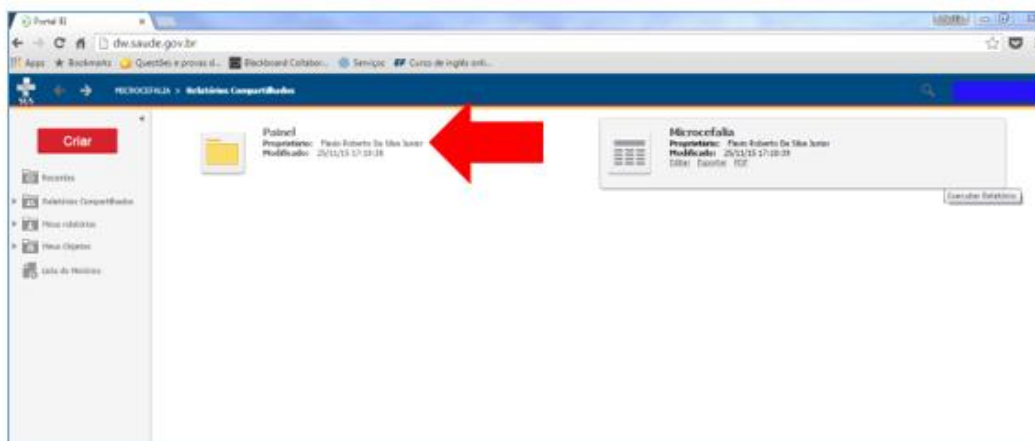 Portal BI
dw.saude.gov.br
Apps Bookmarks Questões e provas d... Blackboard Collabor... Serviços Curso de inglês onli...
SUS MICROCEFALIA > Relatórios Compartilhados
Criar
Recentes
Relatórios Compartilhados
Meus relatórios
Meus Objetos
Lista de Histórico
Painel
Proprietário: Flavio Roberto Da Silva Junior
Modificado: 25/11/15 17:10:38
Microcefalia
Proprietário: Flavio Roberto Da Silva Junior
Modificado: 25/11/15 17:10:39
Editar Exportar PDF
Executar Relatório